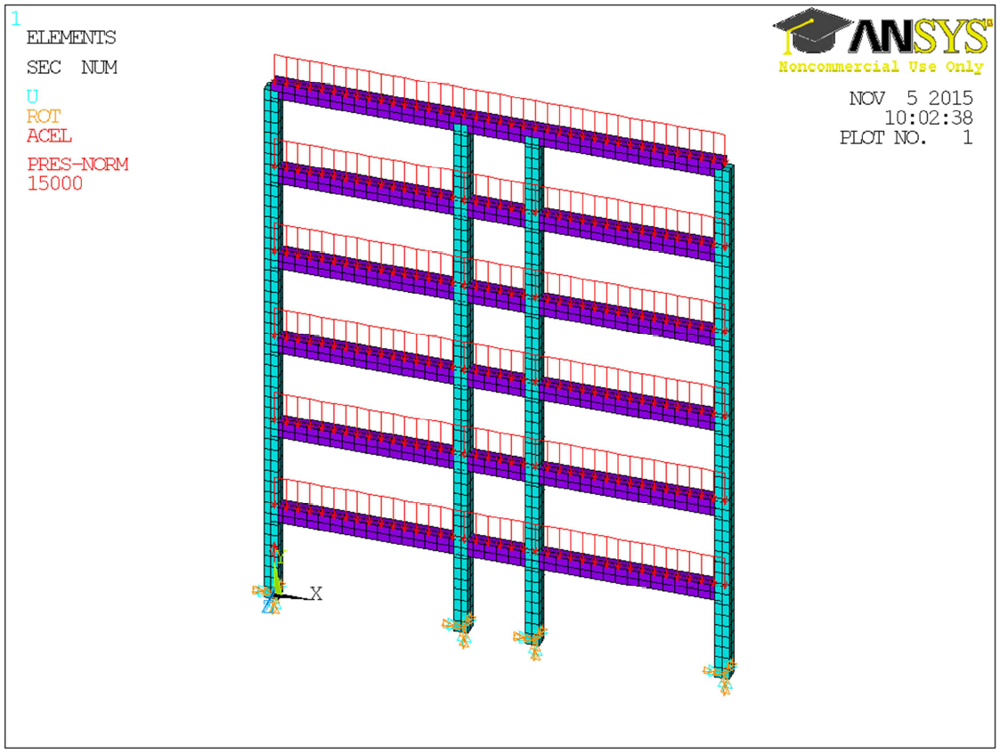 1
ELEMENTS
SEC NUM
U
ROT
ACEL
PRES-NORM
15000
ANSYS
Noncommercial Use Only
NOV 5 2015
10:02:38
PLOT NO. 1
Y
X
Z